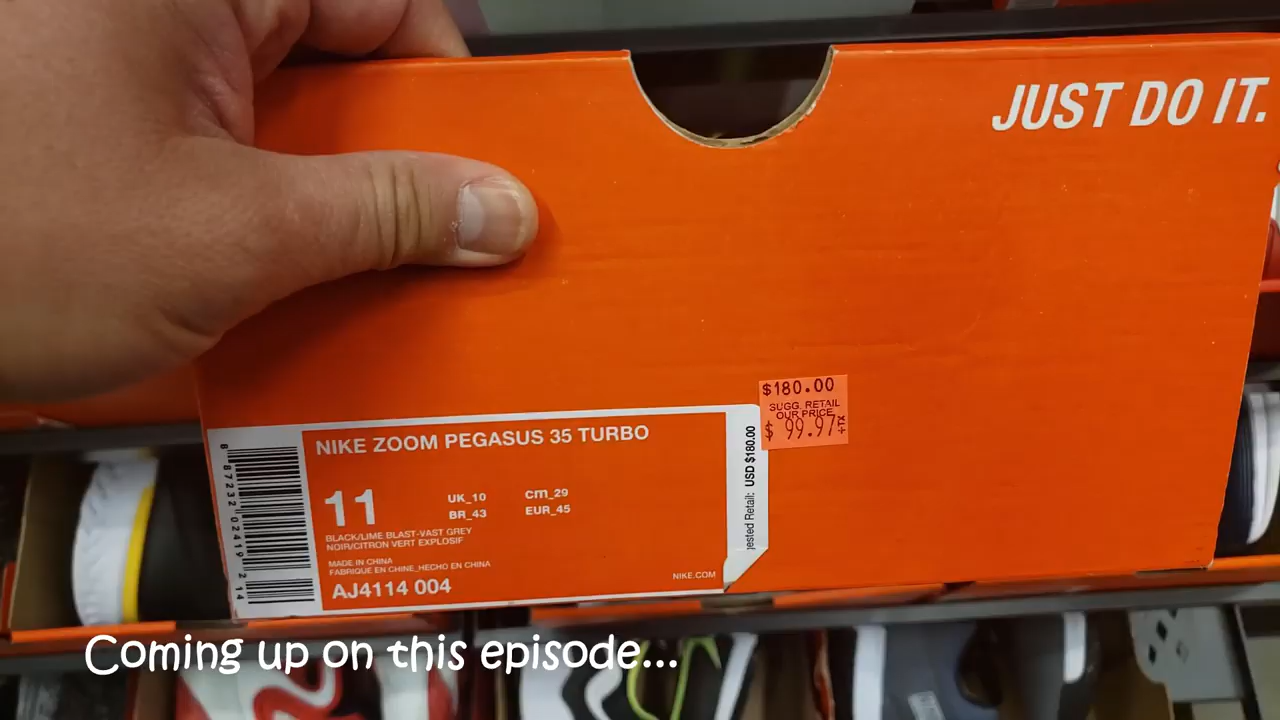 JUST DO IT.
$180.00
SUGG. RETAIL
OUR PRICE
$ 99.97 +TX
NIKE ZOOM PEGASUS 35 TURBO
11
UK_10
cm_29
BR_43
EUR_45
BLACK/LIME BLAST-VAST GREY
NOIR/CITRON VERT EXPLOSIF
MADE IN CHINA
FABRIQUE EN CHINE_HECHO EN CHINA
AJ4114 004
NIKE.COM
ested Retail: USD $180.00
Coming up on this episode...